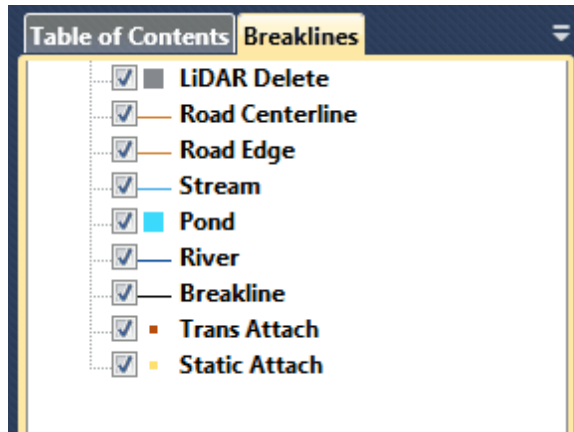 Table of Contents Breaklines
LiDAR Delete
Road Centerline
Road Edge
Stream
Pond
River
Breakline
Trans Attach
Static Attach